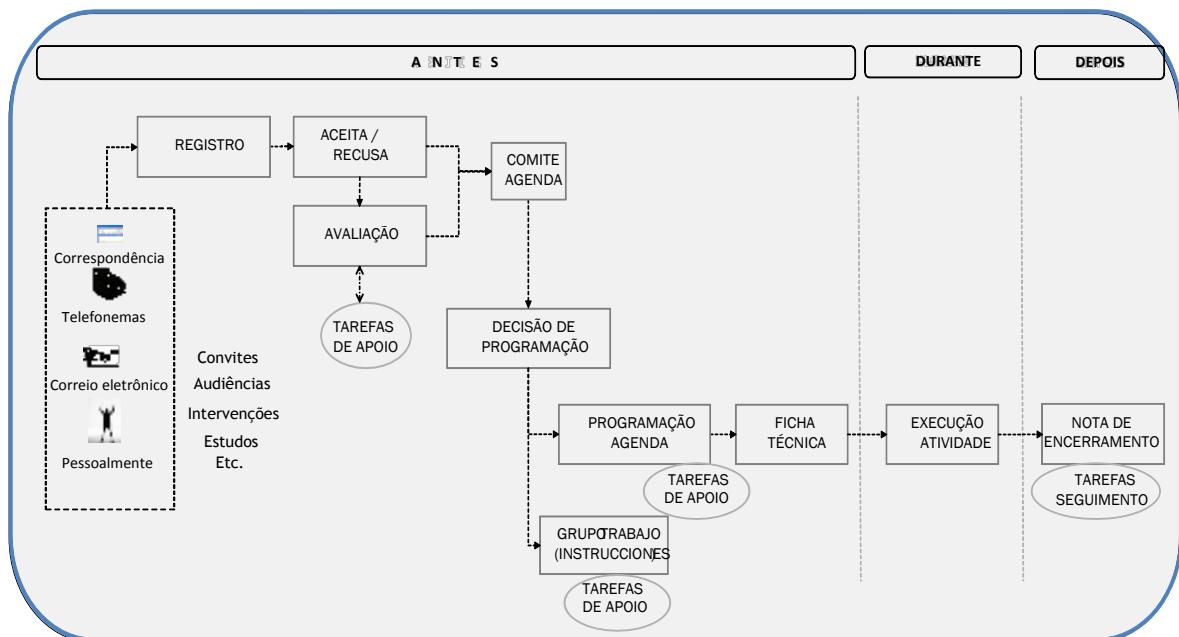 A N T E S
DURANTE
DEPOIS
REGISTRO
ACEITA /
RECUSA
COMITE
AGENDA
AVALIAÇÃO
Correspondência
Telefonemas
Correio eletrônico
Pessoalmente
Convites
Audiências
Intervenções
Estudos
Etc.
TAREFAS
DE APOIO
DECISÃO DE
PROGRAMAÇÃO
PROGRAMAÇÃO
AGENDA
TAREFAS
DE APOIO
FICHA
TÉCNICA
EXECUÇÃO
ATIVIDADE
NOTA DE
ENCERRAMENTO
TAREFAS
SEGUIMENTO
GRUPO TRABAJO
(INSTRUCCIONES)
TAREFAS
DE APOIO